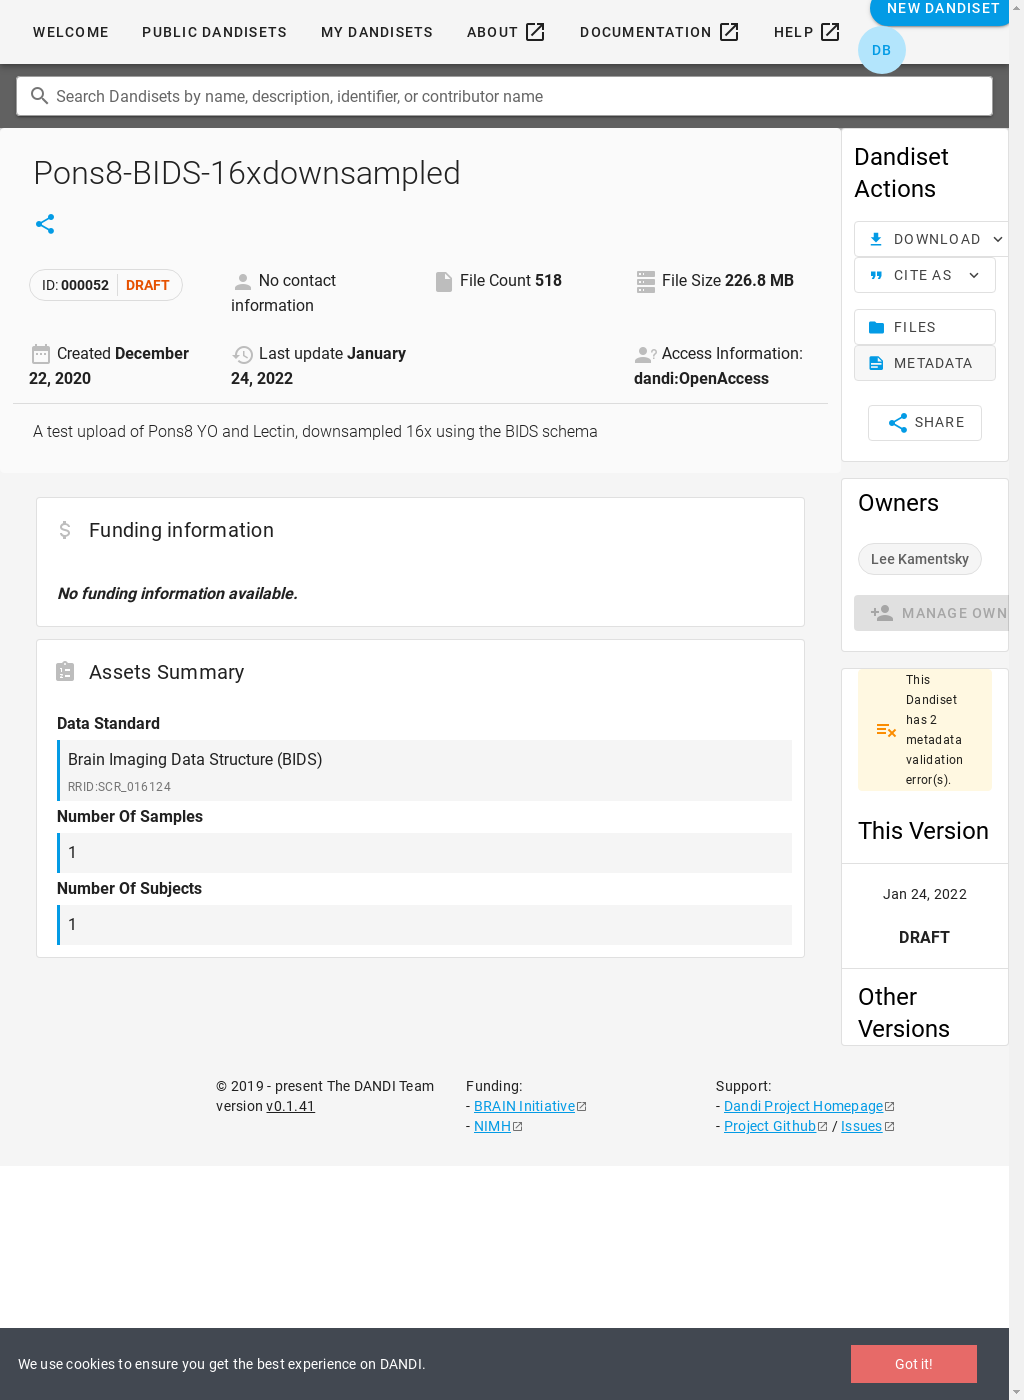 NEW DANDISET
WELCOME PUBLIC DANDISETS MY DANDISETS ABOUT DOCUMENTATION HELP
DB
Search Dandisets by name, description, identifier, or contributor name
Pons8-BIDS-16xdownsampled
ID: 000052 DRAFT
No contact
information
File Count 518
File Size 226.8 MB
Created December
22, 2020
Last update January
24, 2022
Access Information:
dandi:OpenAccess
A test upload of Pons8 YO and Lectin, downsampled 16x using the BIDS schema
Funding information
No funding information available.
Assets Summary
Data Standard
Brain Imaging Data Structure (BIDS)
RRID:SCR_016124
Number Of Samples
1
Number Of Subjects
1
Dandiset
Actions
DOWNLOAD
CITE AS
FILES
METADATA
SHARE
Owners
Lee Kamentsky
MANAGE OWN
This
Dandiset
has 2
metadata
validation
error(s).
This Version
Jan 24, 2022
DRAFT
Other
Versions
© 2019 - present The DANDI Team
version v0.1.41
Funding:
- BRAIN Initiative
- NIMH
Support:
- Dandi Project Homepage
- Project Github / Issues
We use cookies to ensure you get the best experience on DANDI.
Got it!